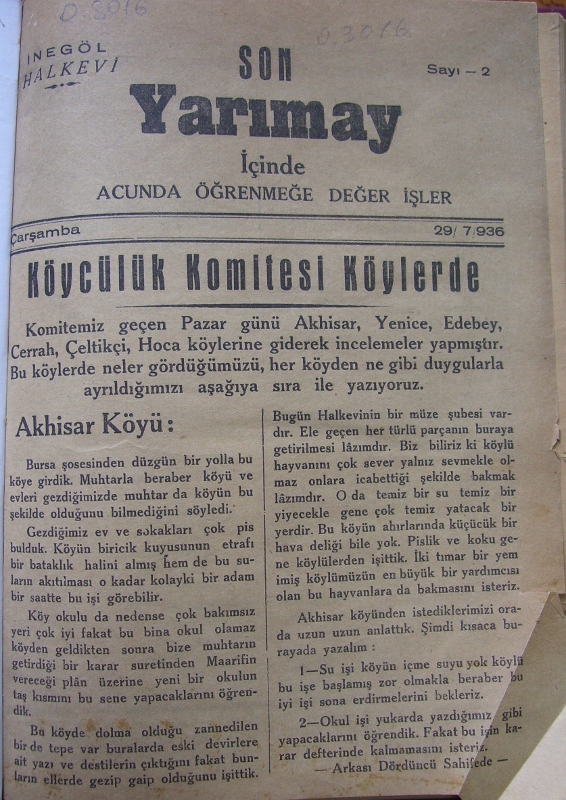 0.3016
0.3016
İNEGÖL
HALKEVİ
SON
Sayı — 2
Yarımay
İçinde
ACUNDA ÖĞRENMEĞE DEĞER İŞLER
Çarşamba
29/ 7/936
Köycülük Komitesi Köylerde
Komitemiz geçen Pazar günü Akhisar, Yenice, Edebey,
Cerrah, Çeltikçi, Hoca köylerine giderek incelemeler yapmıştır.
Bu köylerde neler gördüğümüzü, her köyden ne gibi duygularla
ayrıldığımızı aşağıya sıra ile yazıyoruz.
Akhisar Köyü :
Bursa şosesinden düzgün bir yolla bu
köye girdik. Muhtarla beraber köyü ve
evleri gezdiğimizde muhtar da köyün bu
şekilde olduğunu bilmediğini söyledi.
Gezdiğimiz ev ve sokakları çok pis
bulduk. Köyün biricik kuyusunun etrafı
bir bataklık halini almış hem de bu su-
ların akıtılması o kadar kolayki bir adam
bir saatte bu işi görebilir.
Köy okulu da nedense çok bakımsız
yeri çok iyi fakat bu bina okul olamaz
köyden geldikten sonra bize muhtarın
getirdiği bir karar suretinden Maarifin
vereceği plân üzerine yeni bir okulun
taş kısmını bu sene yapacaklarını öğren-
dik.
Bu köyde dolma olduğu zannedilen
bir de tepe var buralarda eski devirlere
ait yazı ve destilerin çıktığını fakat bun-
ların ellerde gezip gaip olduğunu işittik.
Bugün Halkevinin bir müze şubesi var-
dır. Ele geçen her türlü parçanın buraya
getirilmesi lâzımdır. Biz biliriz ki köylü
hayvanını çok sever yalnız sevmekle ol-
maz onlara icabettiği şekilde bakmak
lâzımdır. O da temiz bir su temiz bir
yiyecekle gene çok temiz yatacak bir
yerdir. Bu köyün ahırlarında küçücük bir
hava deliği bile yok. Pislik ve koku ge-
ne köylülerden işittik. İki tımar bir yem
imiş köylümüzün en büyük bir yardımcısı
olan bu hayvanlara da bakmasını isteriz.
Akhisar köyünden istediklerimizi ora-
da uzun uzun anlattık. Şimdi kısaca bu-
rayada yazalım :
1—Su işi köyün içme suyu yok köylü
bu işe başlamış zor olmakla beraber bu
iyi işi sona erdirmelerini bekleriz.
2—Okul işi yukarda yazdığımız gibi
yapacaklarını öğrendik. Fakat bu işin ka-
rar defterinde kalmamasını isteriz.
— Arkası Dördüncü Sahifede —